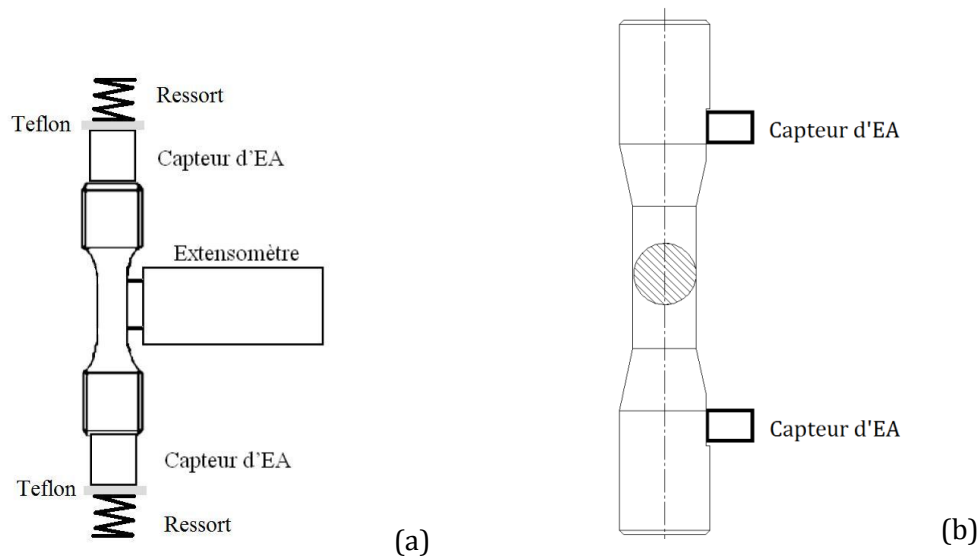 Ressort
Teflon
Capteur d’EA
Extensomètre
Capteur d’EA
Teflon
Ressort
(a)
Capteur d'EA
Capteur d'EA
(b)